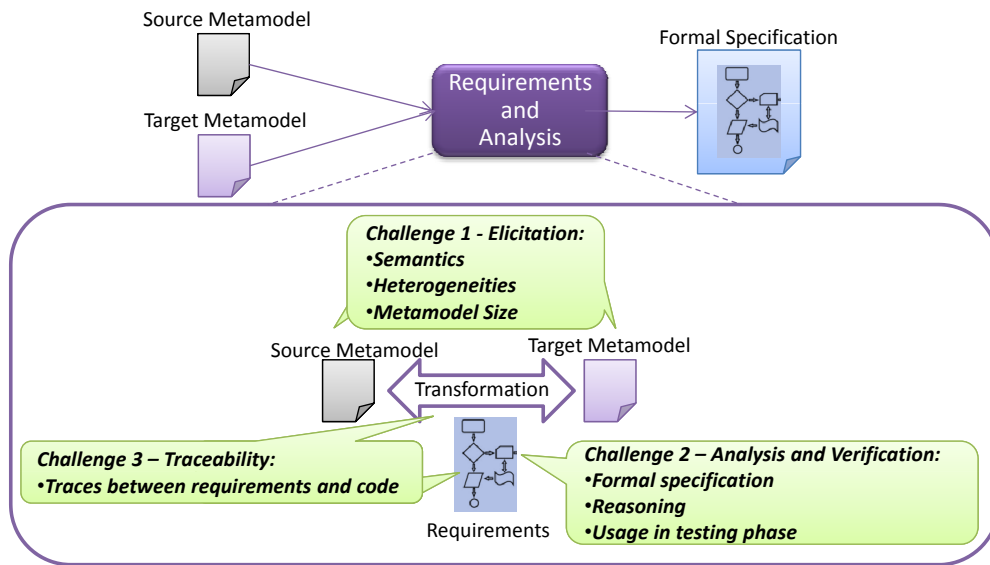 Source Metamodel
Formal Specification
Requirements
and
Analysis
Target Metamodel
Challenge 1 - Elicitation:
•Semantics
•Heterogeneities
•Metamodel Size
Source Metamodel
Target Metamodel
Transformation
Challenge 3 – Traceability:
•Traces between requirements and code
Challenge 2 – Analysis and Verification:
•Formal specification
•Reasoning
•Usage in testing phase
Requirements